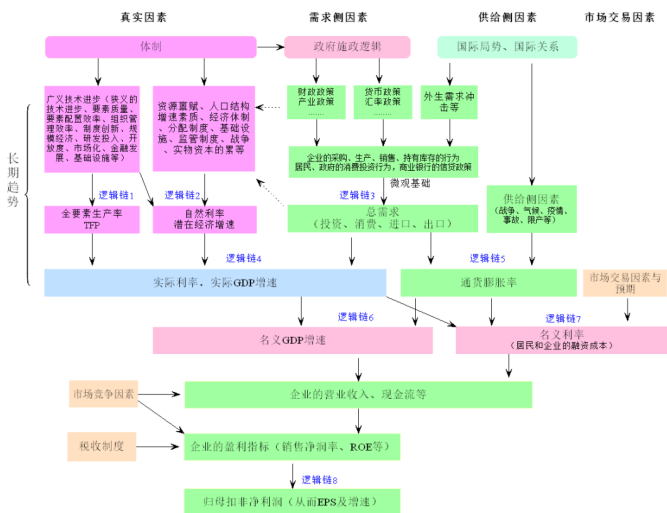 真实因素
需求侧因素
供给侧因素
市场交易因素
体制
政府施政逻辑
国际局势、国际关系
广义技术进步(狭义的
技术进步、要素质量、
要素配置效率、组织管
理效率、制度创新、规
模经济、研发投入、开
放度、市场化、金融发
展、基础设施等)
资源噩赋、人口结构
增速素质、经济体制、
分配制度、基础设
施、监管制度、战争
、实物资本的累等
财政政策
产业政策
……..
货币政策
汇率政策
……..
外生需求冲
击等
长期趋势
企业的采购、生产、销售、持有库存的行为
居民、政府的消费投资行为,商业银行的信贷政策
微观基础
逻辑链1
逻辑链2
逻辑链3
全要素生产率
TFP
自然利率
潜在经济增速
总需求
(投资、消费、进口、出口)
供给侧因素
(战争、气候、疫情、
事故、限产等)
逻辑链4
逻辑链5
实际利率,实际GDP增速
通货膨胀率
市场交易因素与
预期
逻辑链6
逻辑链7
名义GDP增速
名义利率
(居民和企业的融资成本)
市场竞争因素
企业的营业收入、现金流等
税收制度
企业的盈利指标(销售净润率、ROE等)
逻辑链8
归母扣非净利润(从而EPS及增速)